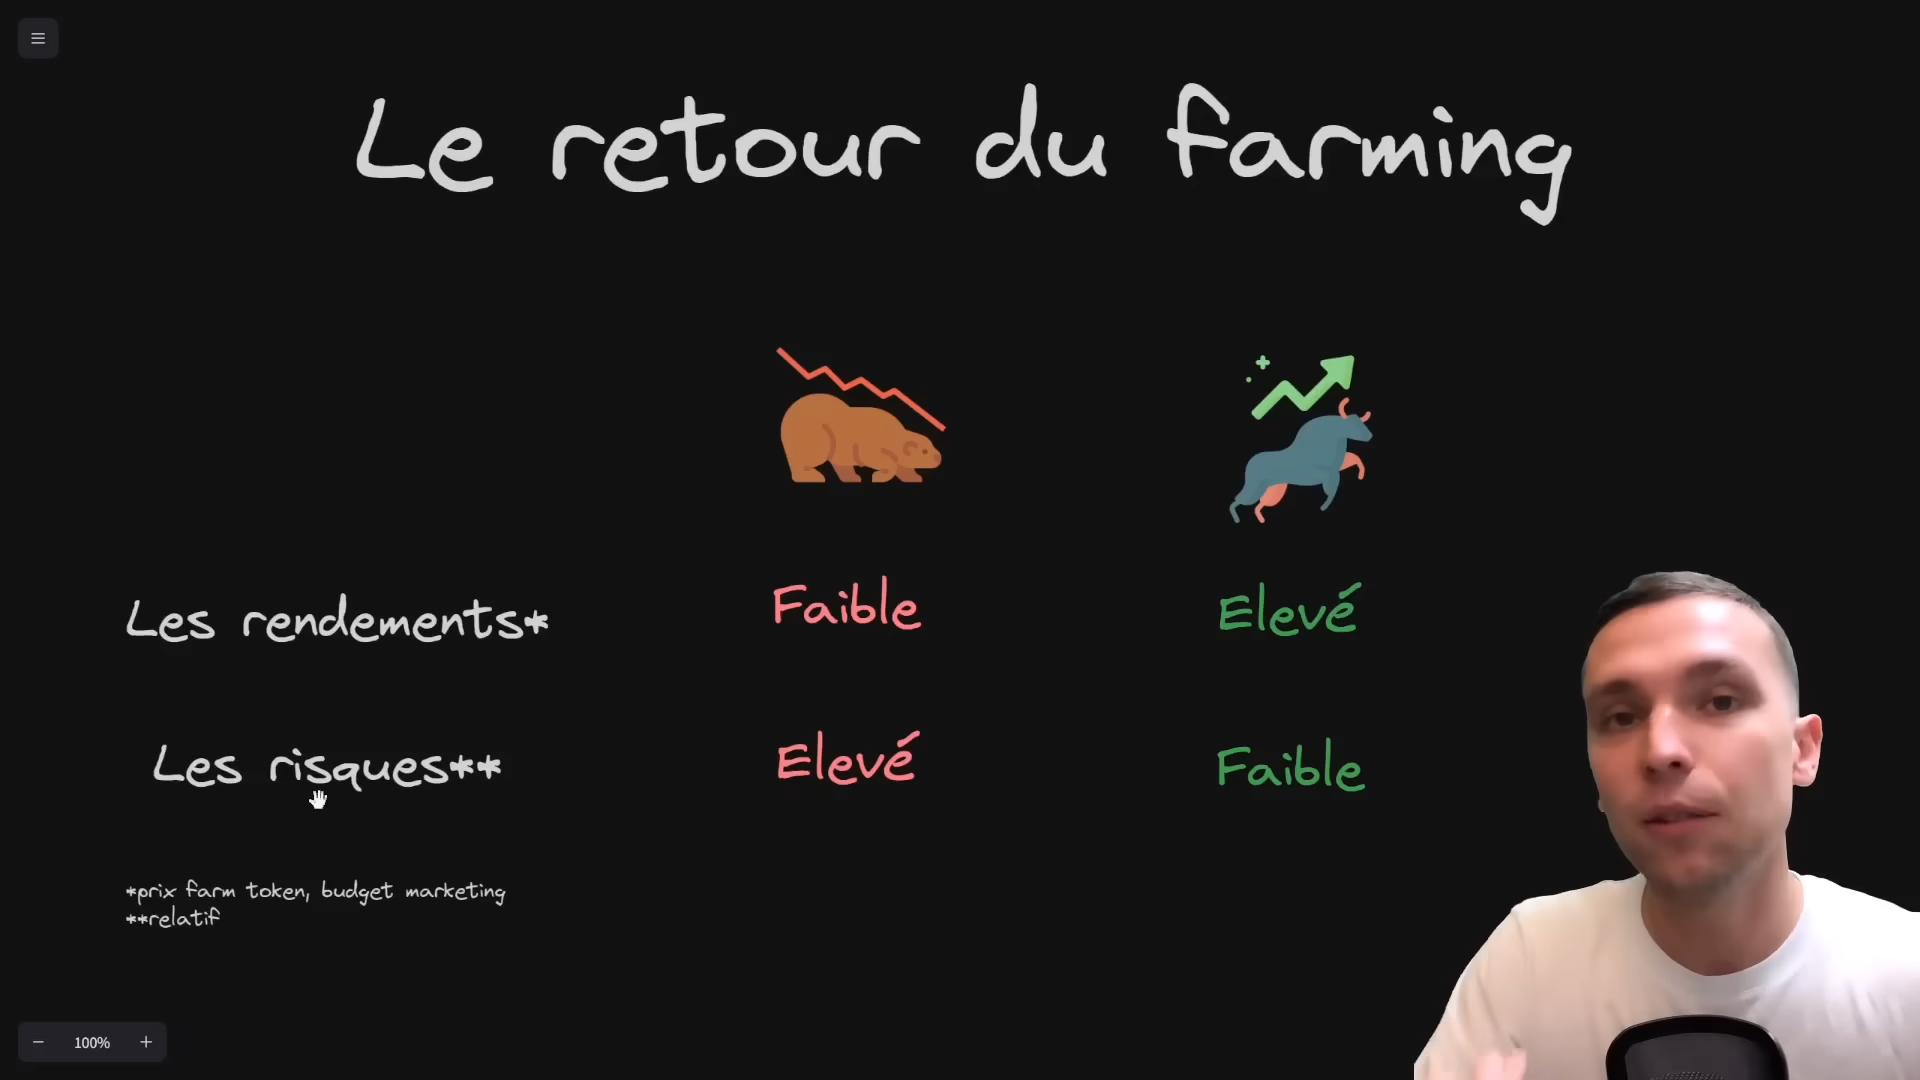 Le retour du farming
Les rendements*
Faible
Elevé
Les risques**
Elevé
Faible
*prix farm token, budget marketing
**relatif
100%